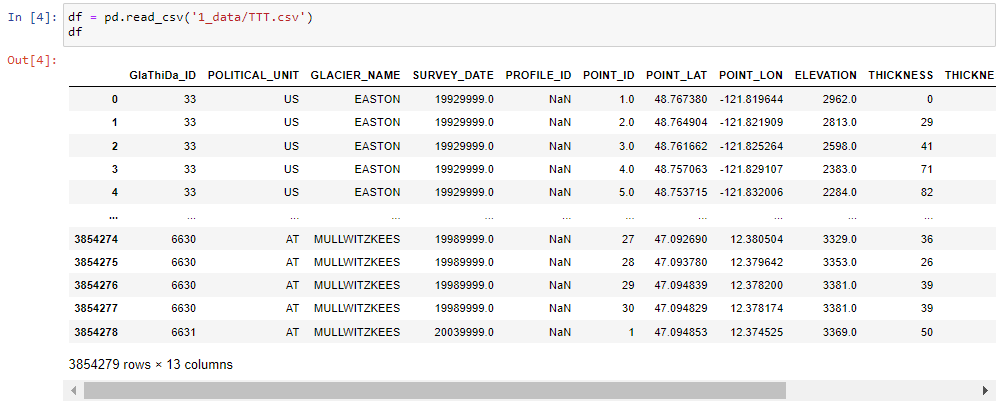 In [4]: df = pd.read_csv('1_data/TTT.csv')
df
Out[4]:
GlaThiDa_ID POLITICAL_UNIT GLACIER_NAME SURVEY_DATE PROFILE_ID POINT_ID POINT_LAT POINT_LON ELEVATION THICKNESS THICKNE
0 33 US EASTON 19929999.0 NaN 1.0 48.767380 -121.819644 2962.0 0
1 33 US EASTON 19929999.0 NaN 2.0 48.764904 -121.821909 2813.0 29
2 33 US EASTON 19929999.0 NaN 3.0 48.761662 -121.825264 2598.0 41
3 33 US EASTON 19929999.0 NaN 4.0 48.757063 -121.829107 2383.0 71
4 33 US EASTON 19929999.0 NaN 5.0 48.753715 -121.832006 2284.0 82
... ... ... ... ... ... ... ... ... ... ...
3854274 6630 AT MULLWITZKEES 19989999.0 NaN 27 47.092690 12.380504 3329.0 36
3854275 6630 AT MULLWITZKEES 19989999.0 NaN 28 47.093780 12.379642 3353.0 26
3854276 6630 AT MULLWITZKEES 19989999.0 NaN 29 47.094839 12.378200 3381.0 39
3854277 6630 AT MULLWITZKEES 19989999.0 NaN 30 47.094829 12.378174 3381.0 39
3854278 6631 AT MULLWITZKEES 20039999.0 NaN 1 47.094853 12.374525 3369.0 50
3854279 rows × 13 columns